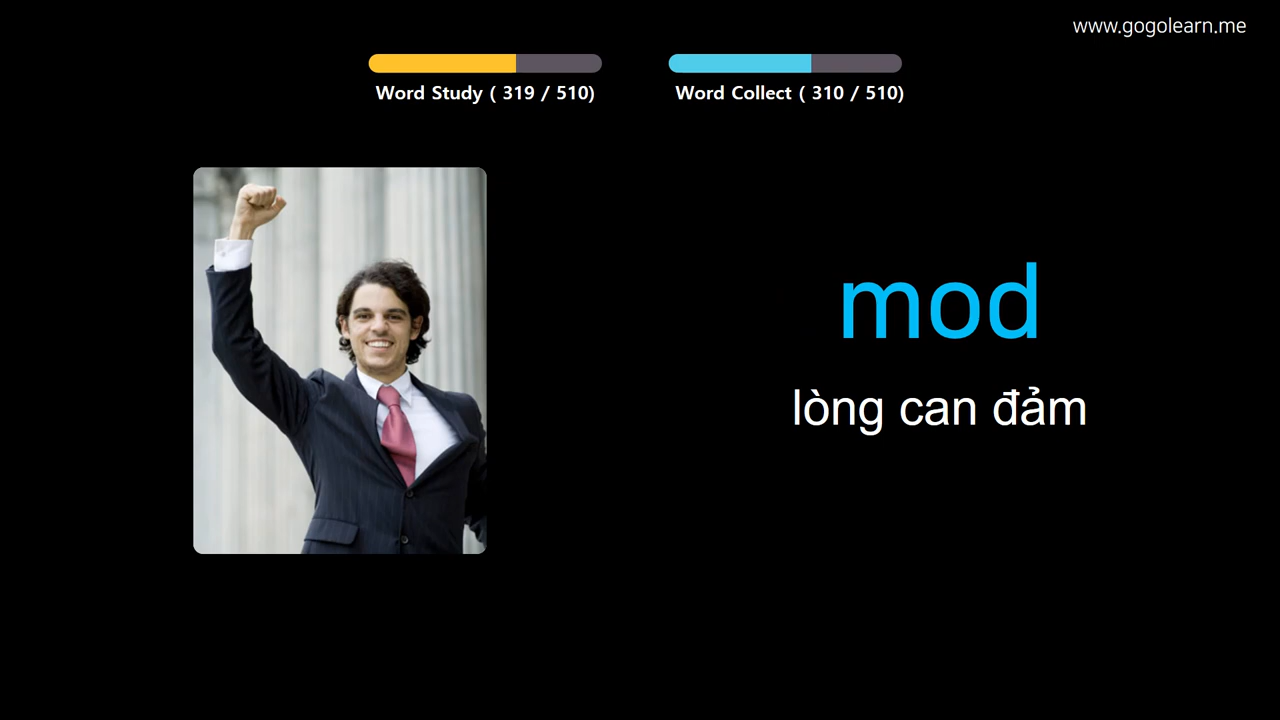 www.gogolearn.me
Word Study ( 319 / 510)
Word Collect ( 310 / 510)
mod
lòng can đảm